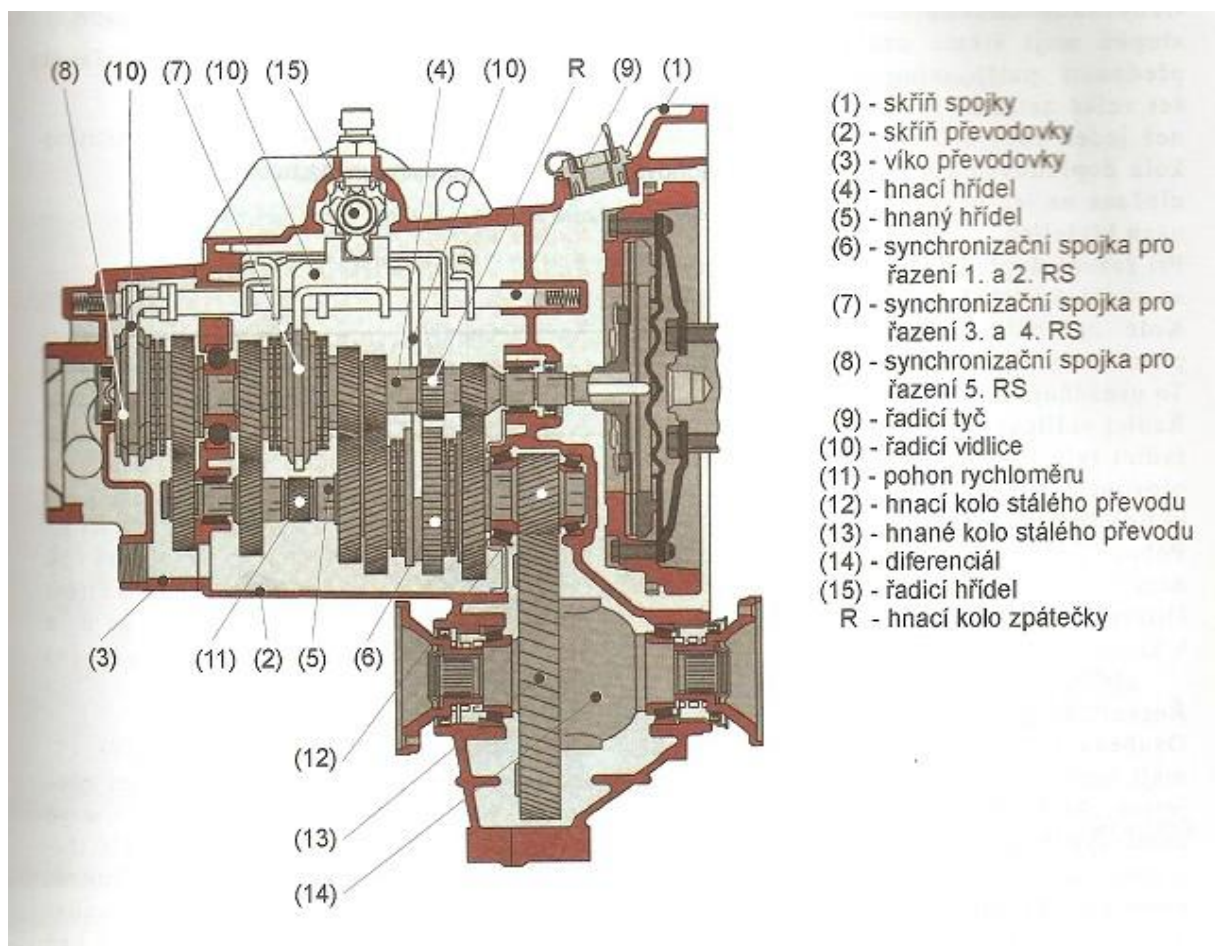 (8) (10) (7) (10) (15) (4) (10) R (9) (1)
(3) (11) (2) (5) (6)
(12)
(13)
(14)
(1) - skříň spojky
(2) - skříň převodovky
(3) - víko převodovky
(4) - hnací hřídel
(5) - hnaný hřídel
(6) - synchronizační spojka pro
řazení 1. a 2. RS
(7) - synchronizační spojka pro
řazení 3. a 4. RS
(8) - synchronizační spojka pro
řazení 5. RS
(9) - řadicí tyč
(10) - řadicí vidlice
(11) - pohon rychloměru
(12) - hnací kolo stálého převodu
(13) - hnané kolo stálého převodu
(14) - diferenciál
(15) - řadicí hřídel
R - hnací kolo zpátečky